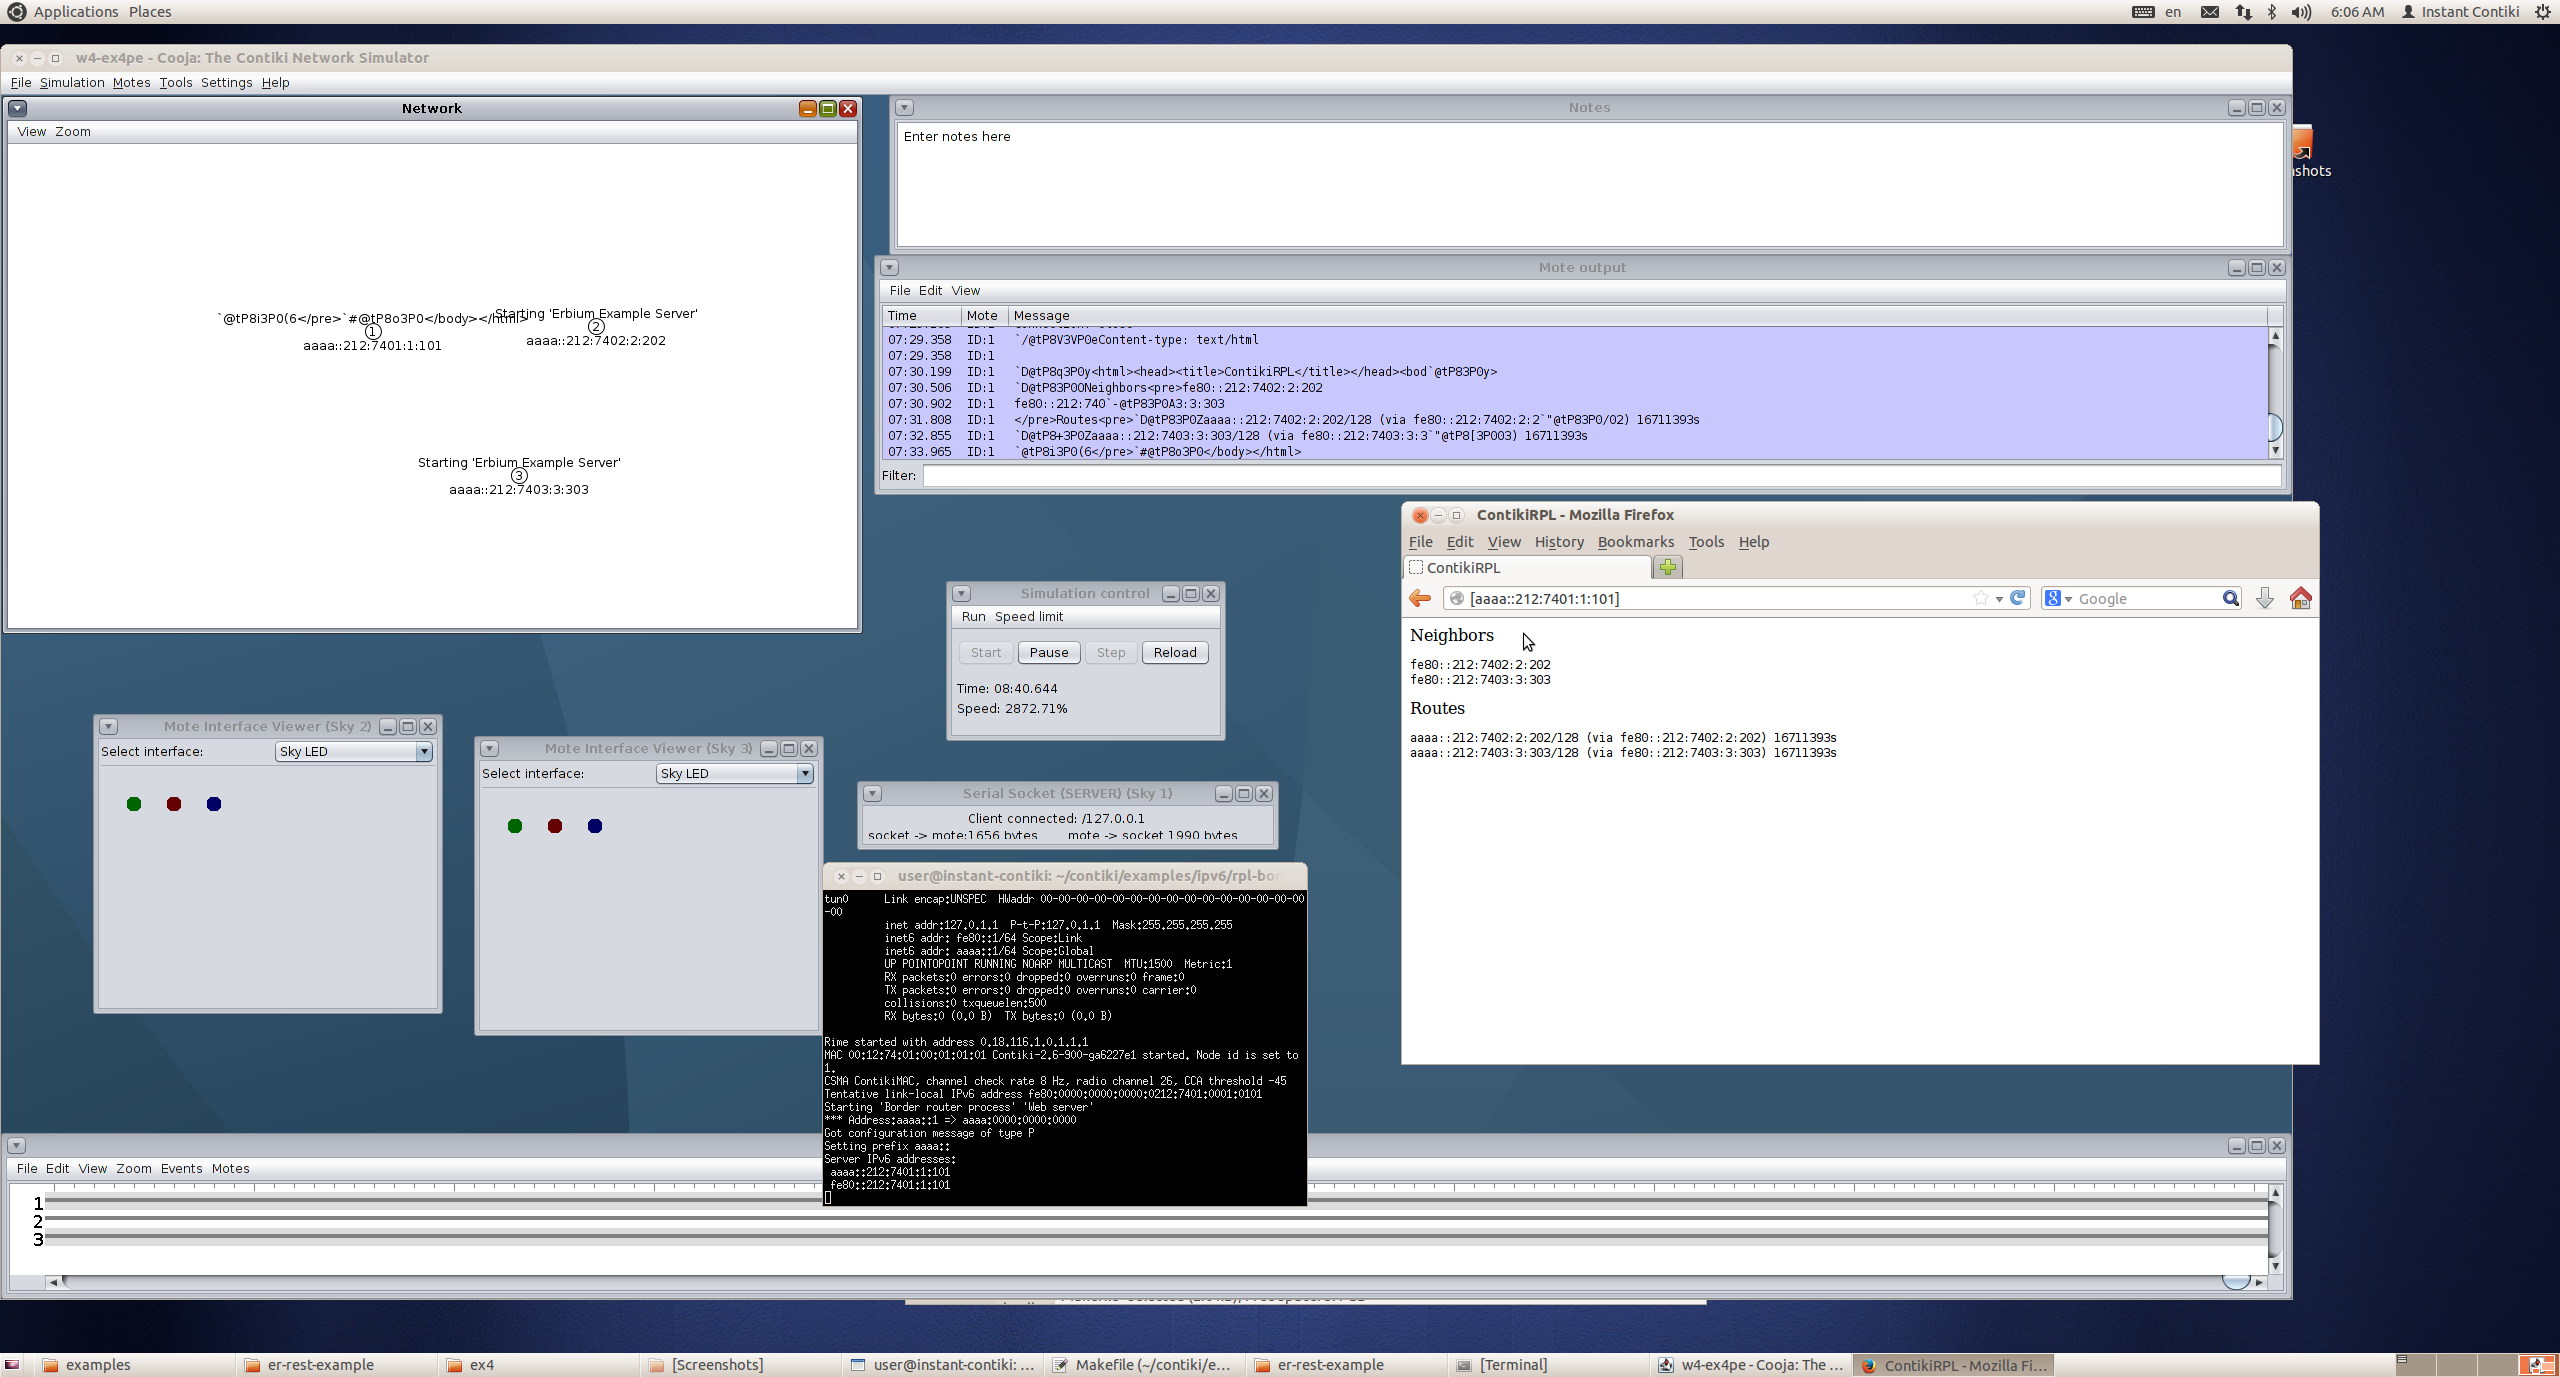 Applications Places
en 6:06 AM Instant Contiki
w4-ex4pe - Cooja: The Contiki Network Simulator
File Simulation Motes Tools Settings Help
Network
View Zoom
`@tP8i3P0(6</pre>`#@tP8o3P0</body></html>
1
aaaa::212:7401:1:101
Starting 'Erbium Example Server'
2
aaaa::212:7402:2:202
Starting 'Erbium Example Server'
3
aaaa::212:7403:3:303
Notes
Enter notes here
shots
Mote output
File Edit View
Time Mote Message
07:29.358 ID:1 `/@tP8V3VP0eContent-type: text/html
07:29.358 ID:1
07:30.199 ID:1 `D@tP8q3P0y<html><head><title>ContikiRPL</title></head><bod`@tP83P0y>
07:30.506 ID:1 `D@tP83P0ONeighbors<pre>fe80::212:7402:2:202
07:30.902 ID:1 fe80::212:740`-@tP83P0A3:3:303
07:31.808 ID:1 </pre>Routes<pre>`D@tP83P0Zaaaa::212:7402:2:202/128 (via fe80::212:7402:2:2`"@tP83P0/02) 16711393s
07:32.855 ID:1 `D@tP8+3P0Zaaaa::212:7403:3:303/128 (via fe80::212:7403:3:3`"@tP8[3P003) 16711393s
07:33.965 ID:1 `@tP8i3P0(6</pre>`#@tP8o3P0</body></html>
Filter:
ContikiRPL - Mozilla Firefox
File Edit View History Bookmarks Tools Help
ContikiRPL
[aaaa::212:7401:1:101]
8 Google
Neighbors
fe80::212:7402:2:202
fe80::212:7403:3:303
Routes
aaaa::212:7402:2:202/128 (via fe80::212:7402:2:202) 16711393s
aaaa::212:7403:3:303/128 (via fe80::212:7403:3:303) 16711393s
Simulation control
Run Speed limit
Start Pause Step Reload
Time: 08:40.644
Speed: 2872.71%
Mote Interface Viewer (Sky 2)
Select interface: Sky LED
Mote Interface Viewer (Sky 3)
Select interface: Sky LED
Serial Socket (SERVER) (Sky 1)
Client connected: /127.0.0.1
socket -> mote:1656 bytes mote -> socket 1990 bytes
user@instant-contiki: ~/contiki/examples/ipv6/rpl-bor
tun0 Link encap:UNSPEC HWaddr 00-00-00-00-00-00-00-00-00-00-00-00-00-00-00
-00
inet addr:127.0.1.1 P-t-P:127.0.1.1 Mask:255.255.255.255
inet6 addr: fe80::1/64 Scope:Link
inet6 addr: aaaa::1/64 Scope:Global
UP POINTOPOINT RUNNING NOARP MULTICAST MTU:1500 Metric:1
RX packets:0 errors:0 dropped:0 overruns:0 frame:0
TX packets:0 errors:0 dropped:0 overruns:0 carrier:0
collisions:0 txqueuelen:500
RX bytes:0 (0.0 B) TX bytes:0 (0.0 B)
Rime started with address 0.18.116.1.0.1.1.1
MAC 00:12:74:01:00:01:01:01 Contiki-2.6-900-ga6227e1 started. Node id is set to
1.
CSMA ContikiMAC, channel check rate 8 Hz, radio channel 26, CCA threshold -45
Tentative link-local IPv6 address fe80:0000:0000:0000:0212:7401:0001:0101
Starting 'Border router process' 'Web server'
*** Address:aaaa::1 => aaaa:0000:0000:0000
Got configuration message of type P
Setting prefix aaaa::
Server IPv6 addresses:
aaaa::212:7401:1:101
fe80::212:7401:1:101
File Edit View Zoom Events Motes
1
2
3
examples
er-rest-example
ex4
[Screenshots]
user@instant-contiki: ...
Makefile (~/contiki/e...
er-rest-example
[Terminal]
w4-ex4pe - Cooja: The ...
ContikiRPL - Mozilla Fi...